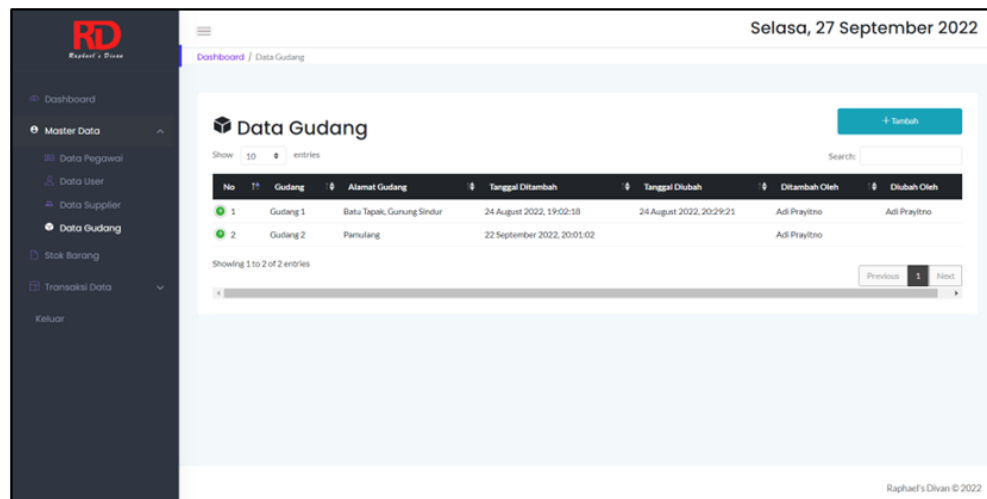 RD
Raphael's Divan
Dashboard
Master Data
Data Pegawai
Data User
Data Supplier
Data Gudang
Stok Barang
Transaksi Data
Keluar
Selasa, 27 September 2022
Dashboard / Data Gudang
Data Gudang
+ Tambah
Show 10 entries
Search:
No Gudang Alamat Gudang Tanggal Ditambah Tanggal Diubah Ditambah Oleh Diubah Oleh
1 Gudang 1 Batu Tapak, Gunung Sindur 24 August 2022, 19:02:18 24 August 2022, 20:29:21 Adi Prayitno Adi Prayitno
2 Gudang 2 Pamulang 22 September 2022, 20:01:02 Adi Prayitno
Showing 1 to 2 of 2 entries
Previous 1 Next
Raphael's Divan © 2022